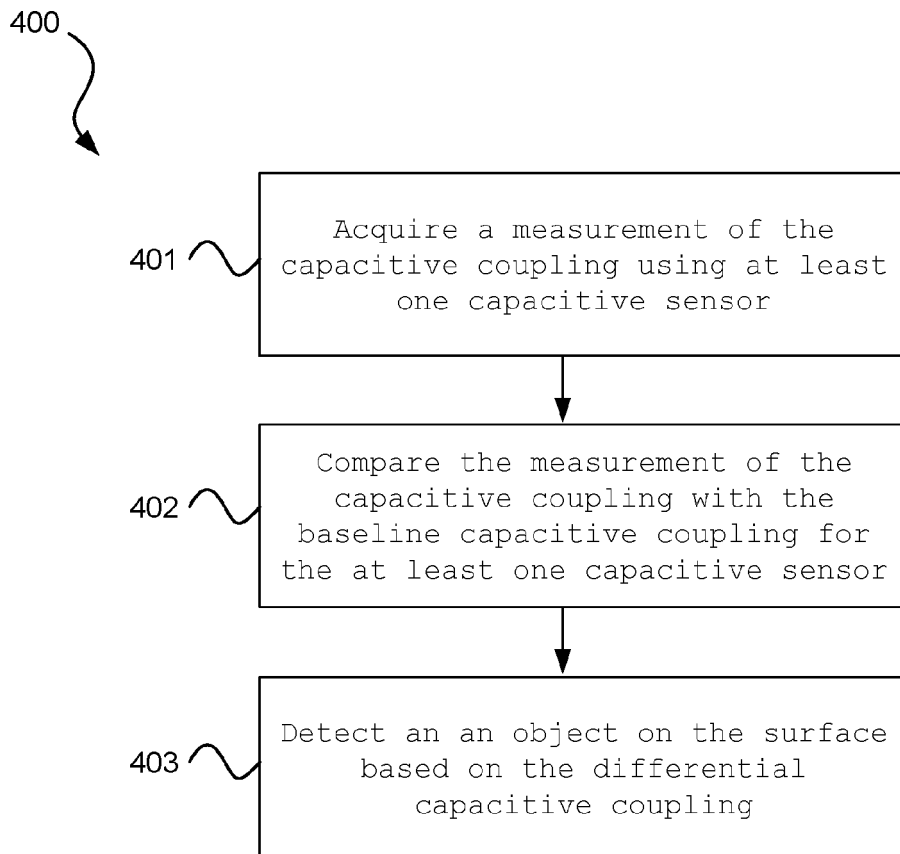 400
401
Acquire a measurement of the
capacitive coupling using at least
one capacitive sensor
402
Compare the measurement of the
capacitive coupling with the
baseline capacitive coupling for
the at least one capacitive sensor
403
Detect an an object on the surface
based on the differential
capacitive coupling